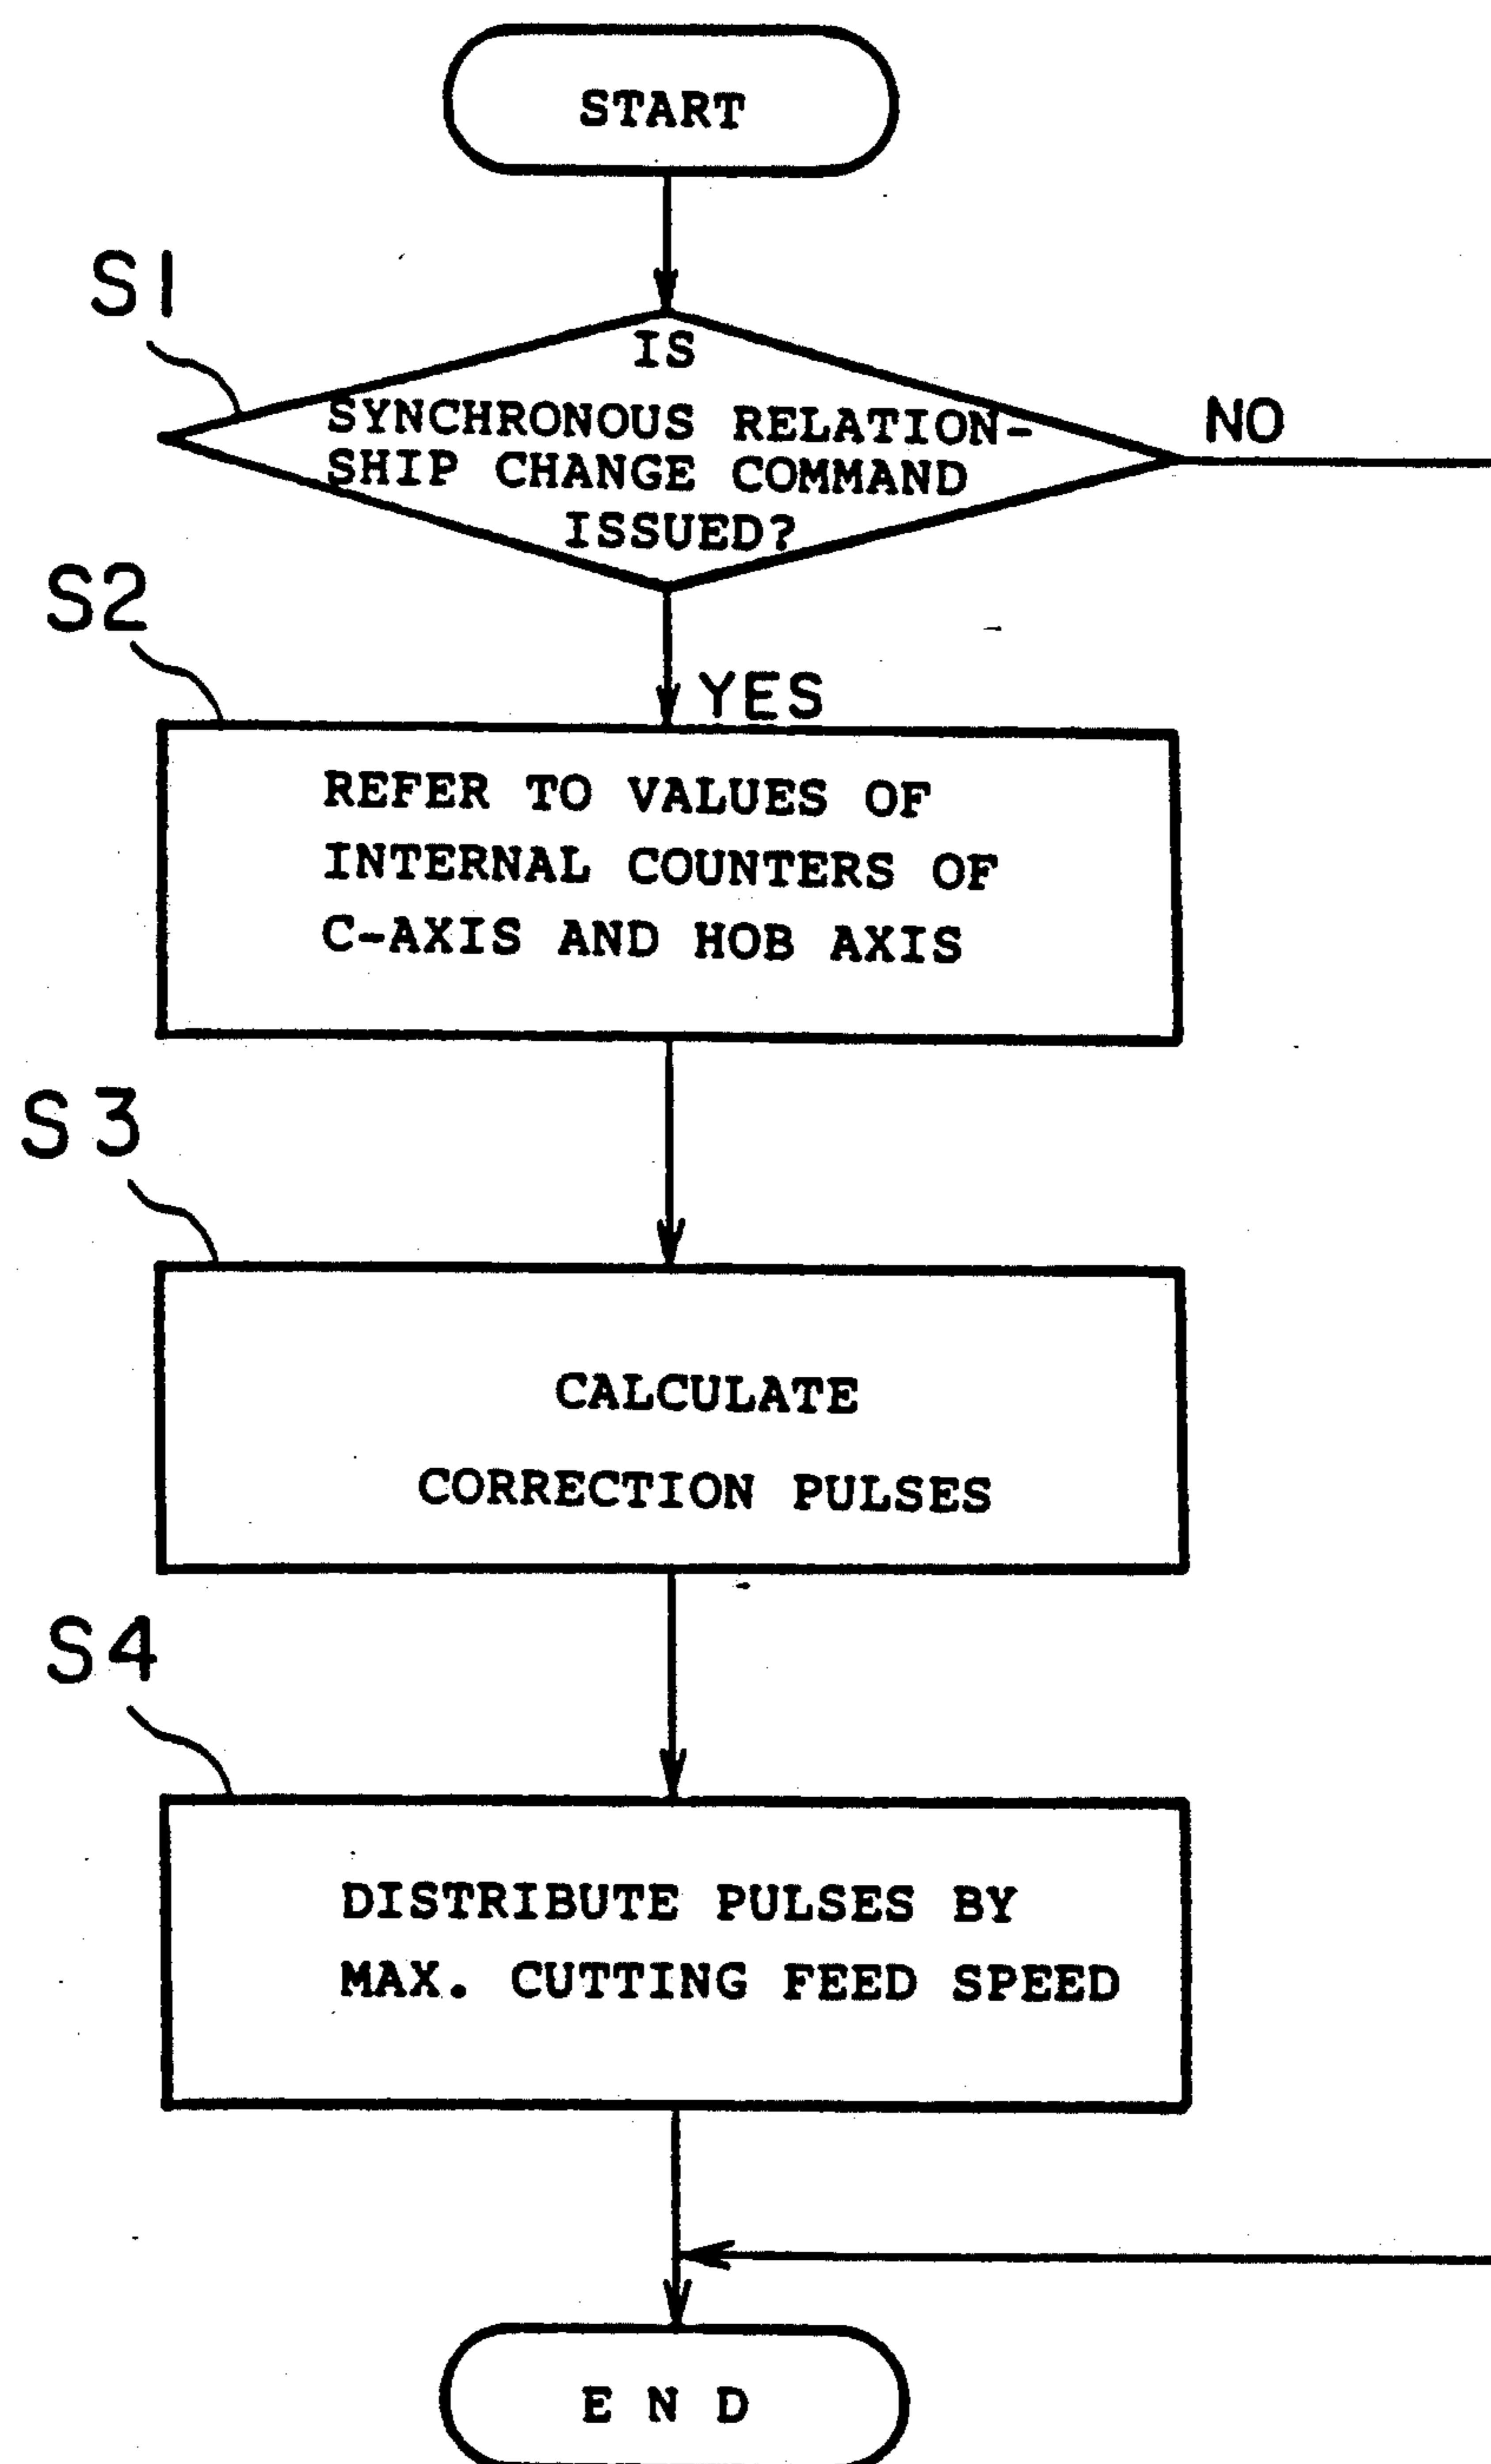 START
S1
IS
SYNCHRONOUS RELATION-
SHIP CHANGE COMMAND
ISSUED?
NO
S2
YES
REFER TO VALUES OF
INTERNAL COUNTERS OF
C-AXIS AND HOB AXIS
S3
CALCULATE
CORRECTION PULSES
S4
DISTRIBUTE PULSES BY
MAX. CUTTING FEED SPEED
END